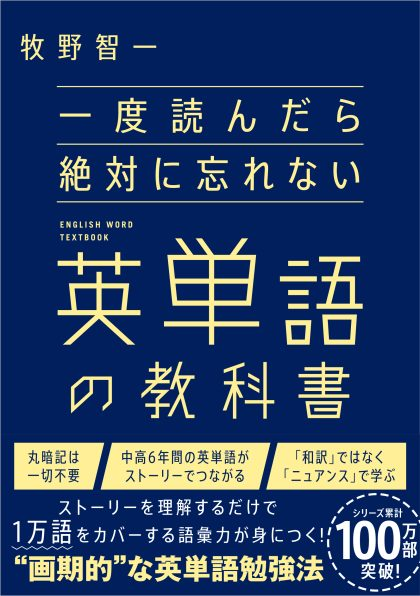 牧野智一
一度読んだら
絶対に忘れない
ENGLISH WORD
TEXTBOOK
英単語
の教科書
丸暗記は
一切不要
中高6年間の英単語が
ストーリーでつながる
「和訳」ではなく
「ニュアンス」で学ぶ
ストーリーを理解するだけで
1万語をカバーする語彙力が身につく!
“画期的”な英単語勉強法
シリーズ累計
100万部
突破!